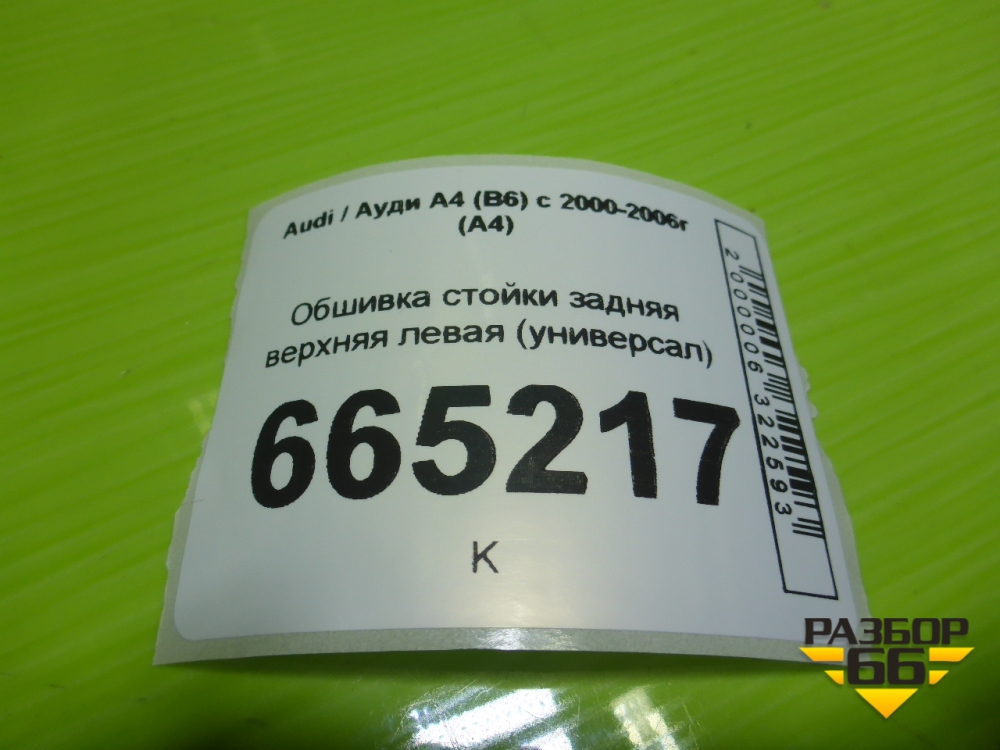 Audi / Ауди A4 (B6) с 2000-2006г
(A4)
Обшивка стойки задняя
верхняя левая (универсал)
665217
К
2000006322593
РАЗБОР
66